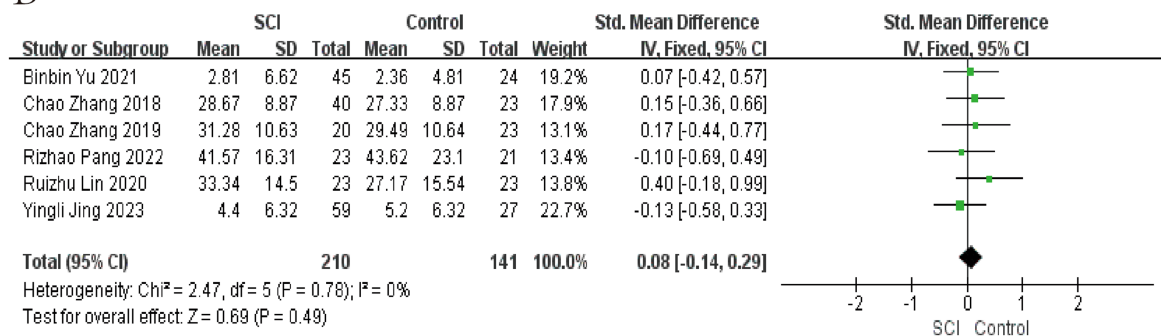 SCI Control Std. Mean Difference Std. Mean Difference
Study or Subgroup Mean SD Total Mean SD Total Weight IV, Fixed, 95% CI IV, Fixed, 95% CI
Binbin Yu 2021 2.81 6.62 45 2.36 4.81 24 19.2% 0.07 [-0.42, 0.57]
Chao Zhang 2018 28.67 8.87 40 27.33 8.87 23 17.9% 0.15 [-0.36, 0.66]
Chao Zhang 2019 31.28 10.63 20 29.49 10.64 23 13.1% 0.17 [-0.44, 0.77]
Rizhao Pang 2022 41.57 16.31 23 43.62 23.1 21 13.4% -0.10 [-0.69, 0.49]
Ruizhu Lin 2020 33.34 14.5 23 27.17 15.54 23 13.8% 0.40 [-0.18, 0.99]
Yingli Jing 2023 4.4 6.32 59 5.2 6.32 27 22.7% -0.13 [-0.58, 0.33]
Total (95% CI) 210 141 100.0% 0.08 [-0.14, 0.29]
Heterogeneity: Chi² = 2.47, df = 5 (P = 0.78); I² = 0%
Test for overall effect: Z = 0.69 (P = 0.49)
-2 -1 0 1 2
SCI Control